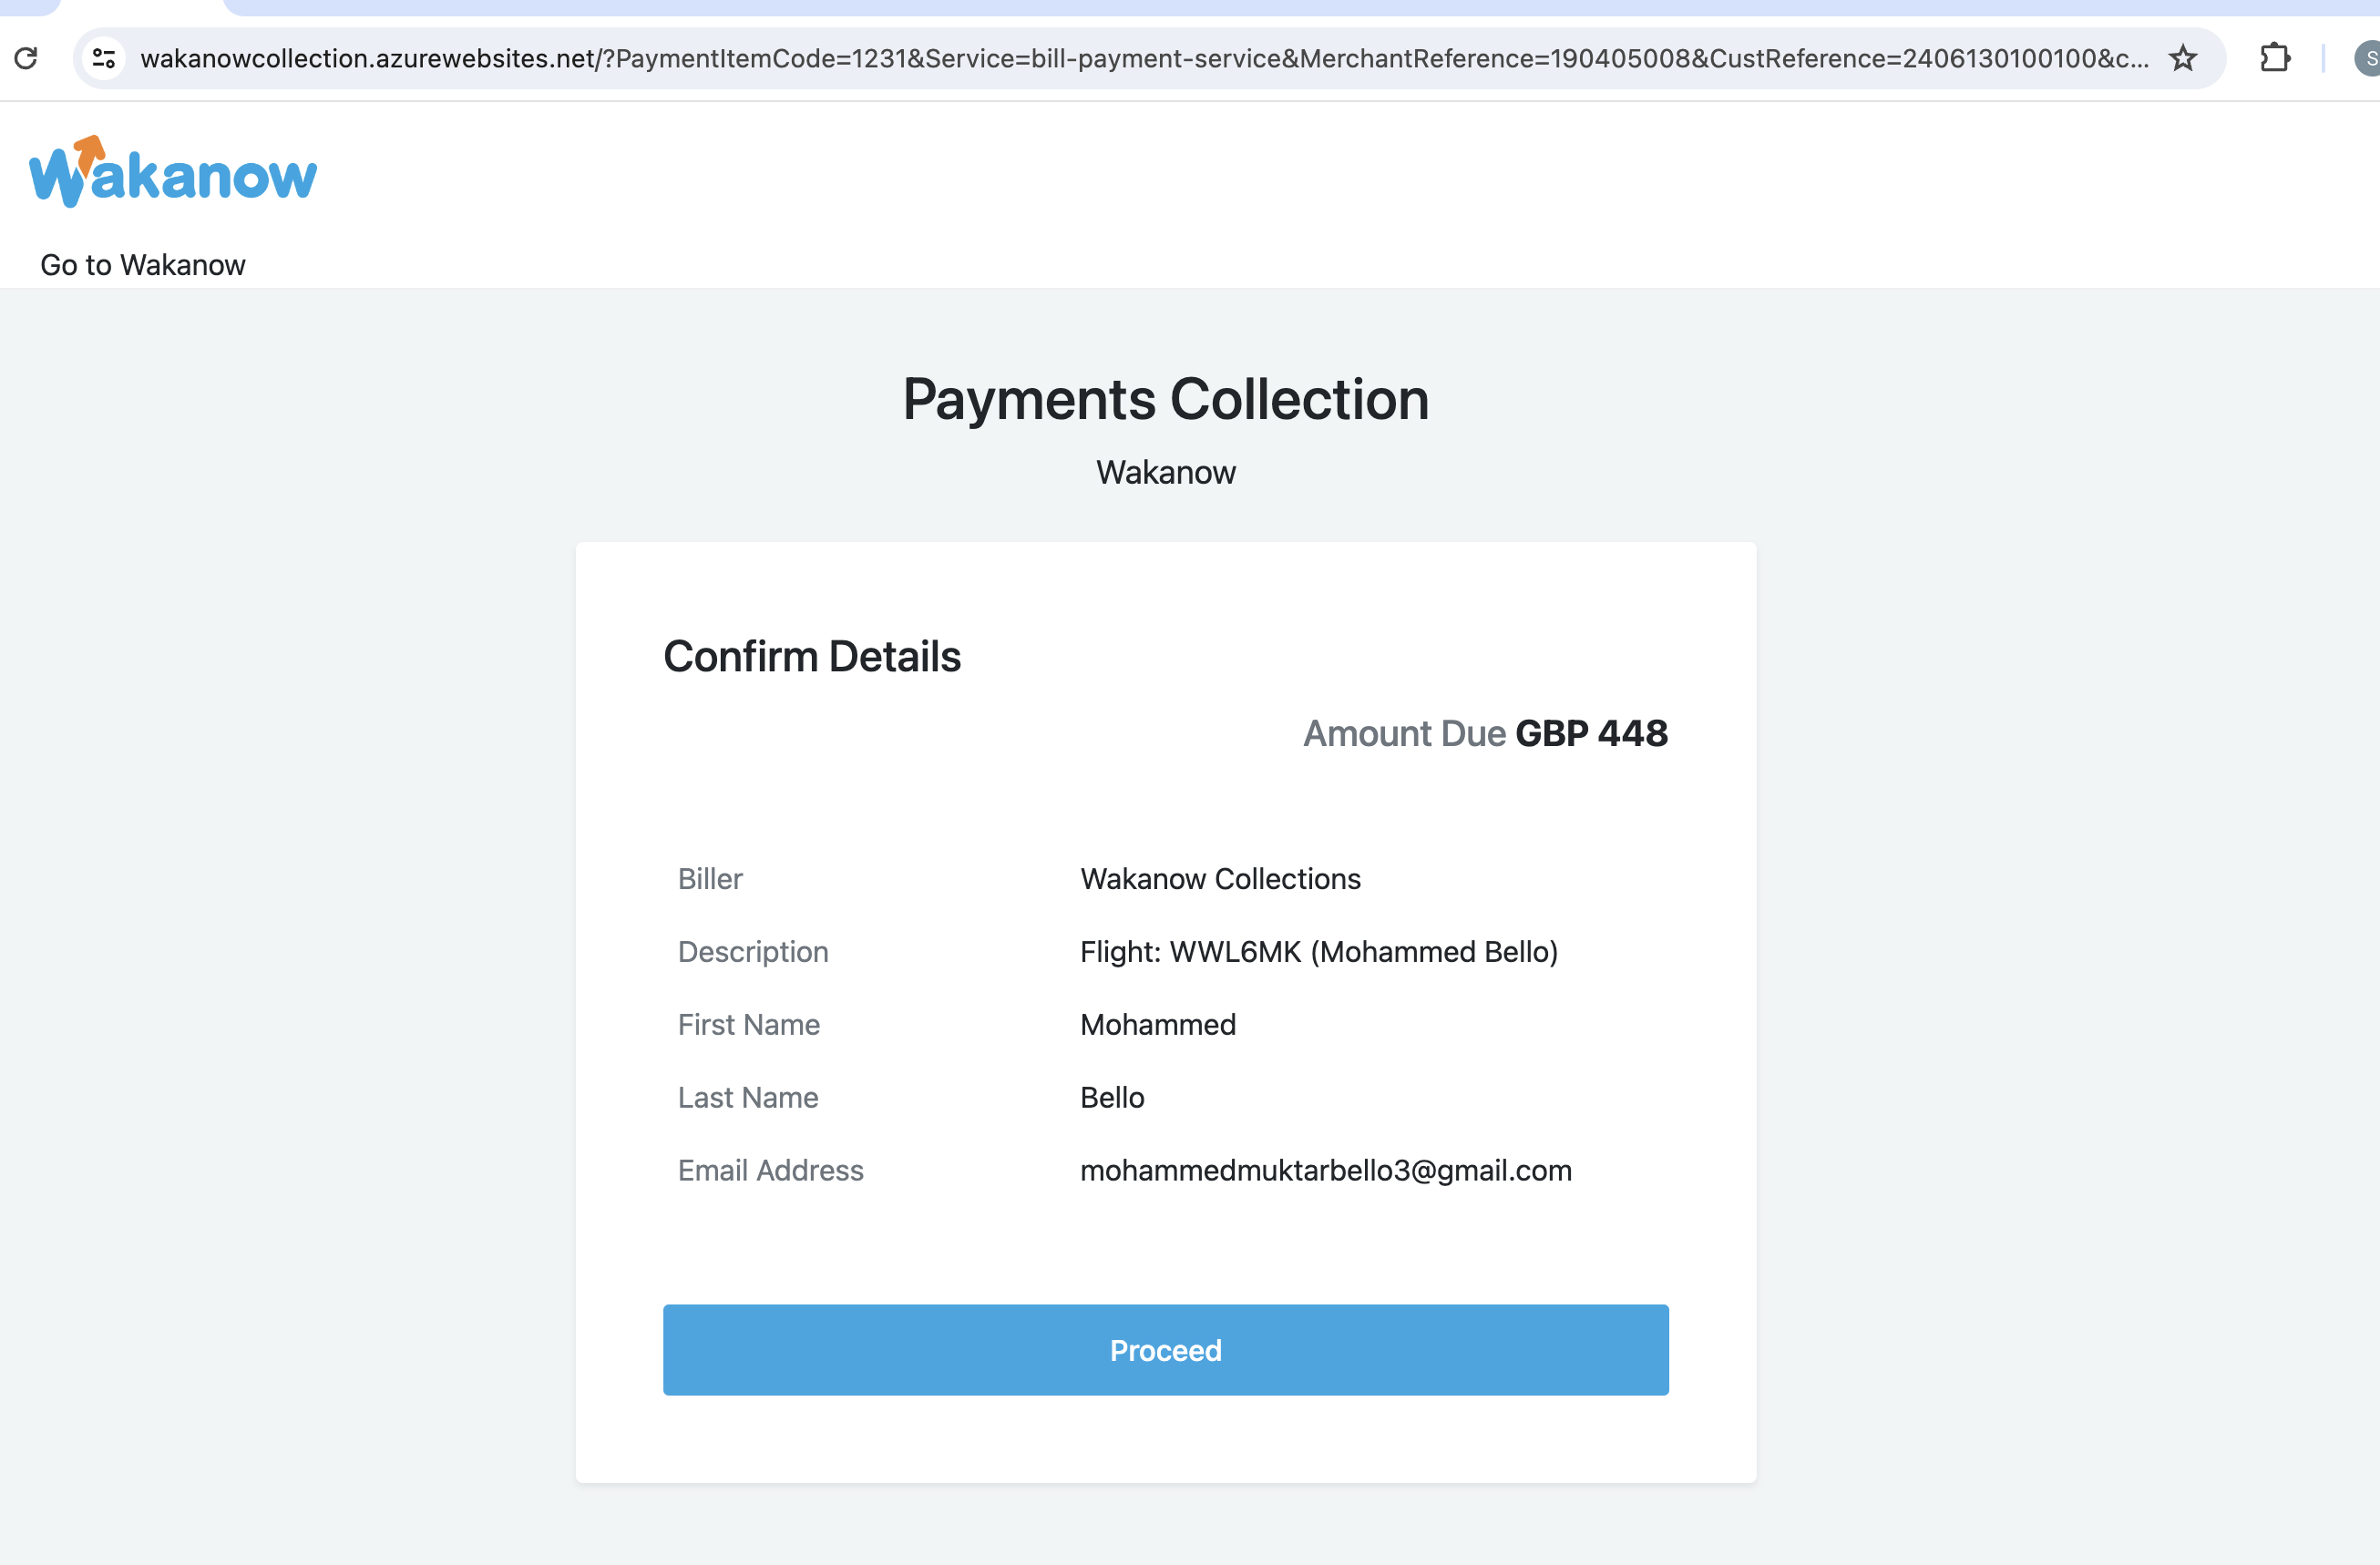 wakanowcollection.azurewebsites.net/?PaymentItemCode=1231&Service=bill-payment-service&MerchantReference=190405008&CustReference=2406130100100&c...
S
Wakanow
Go to Wakanow
Payments Collection
Wakanow
Confirm Details
Amount Due GBP 448
Biller Wakanow Collections
Description Flight: WWL6MK (Mohammed Bello)
First Name Mohammed
Last Name Bello
Email Address mohammedmuktarbello3@gmail.com
Proceed